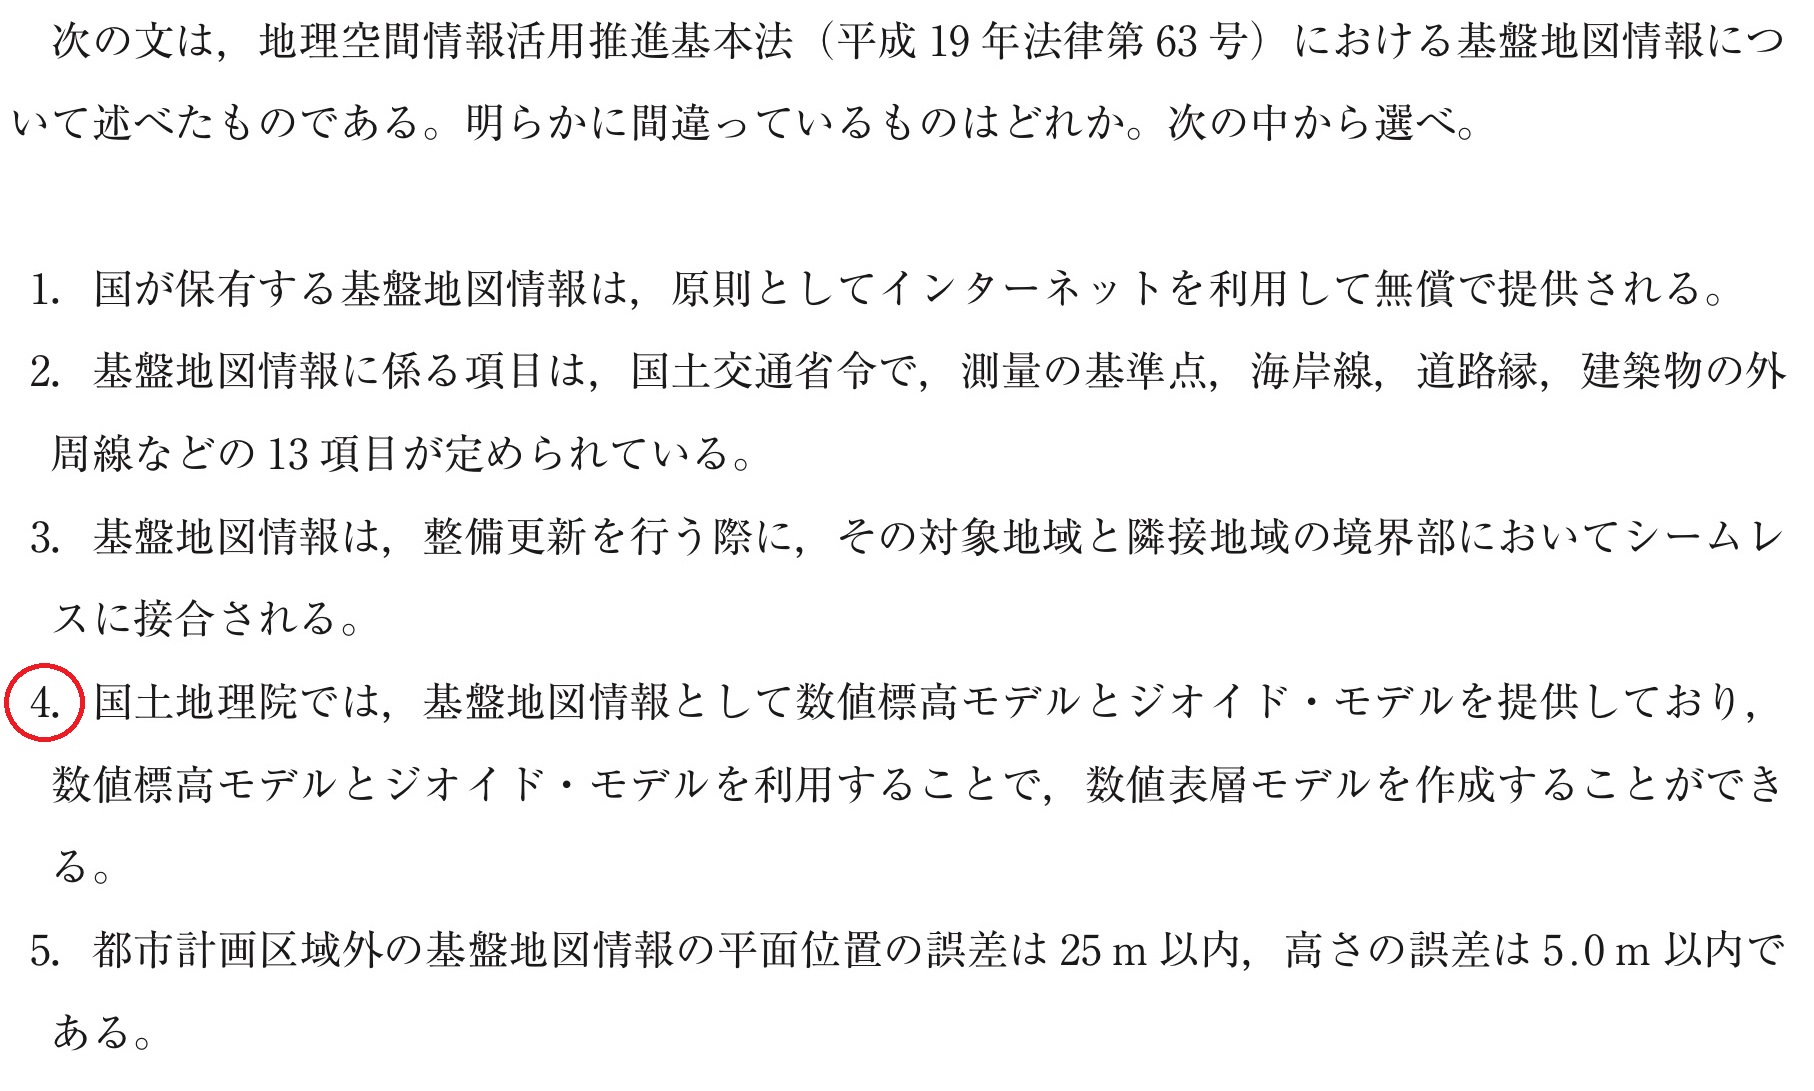 次の文は，地理空間情報活用推進基本法（平成 19 年法律第 63 号）における基盤地図情報につ
いて述べたものである。明らかに間違っているものはどれか。次の中から選べ。
1. 国が保有する基盤地図情報は，原則としてインターネットを利用して無償で提供される。
2. 基盤地図情報に係る項目は，国土交通省令で，測量の基準点，海岸線，道路縁，建築物の外
周線などの 13 項目が定められている。
3. 基盤地図情報は，整備更新を行う際に，その対象地域と隣接地域の境界部においてシームレ
スに接合される。
4. 国土地理院では，基盤地図情報として数値標高モデルとジオイド・モデルを提供しており，
数値標高モデルとジオイド・モデルを利用することで，数値表層モデルを作成することができ
る。
5. 都市計画区域外の基盤地図情報の平面位置の誤差は 25 m 以内，高さの誤差は 5.0 m 以内で
ある。